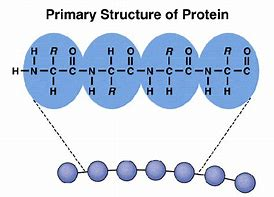 Primary Structure of Protein
H R O H H O H R O H H O
H–N–C–C–N–C–C–N–C–C–N–C–C
H R H R